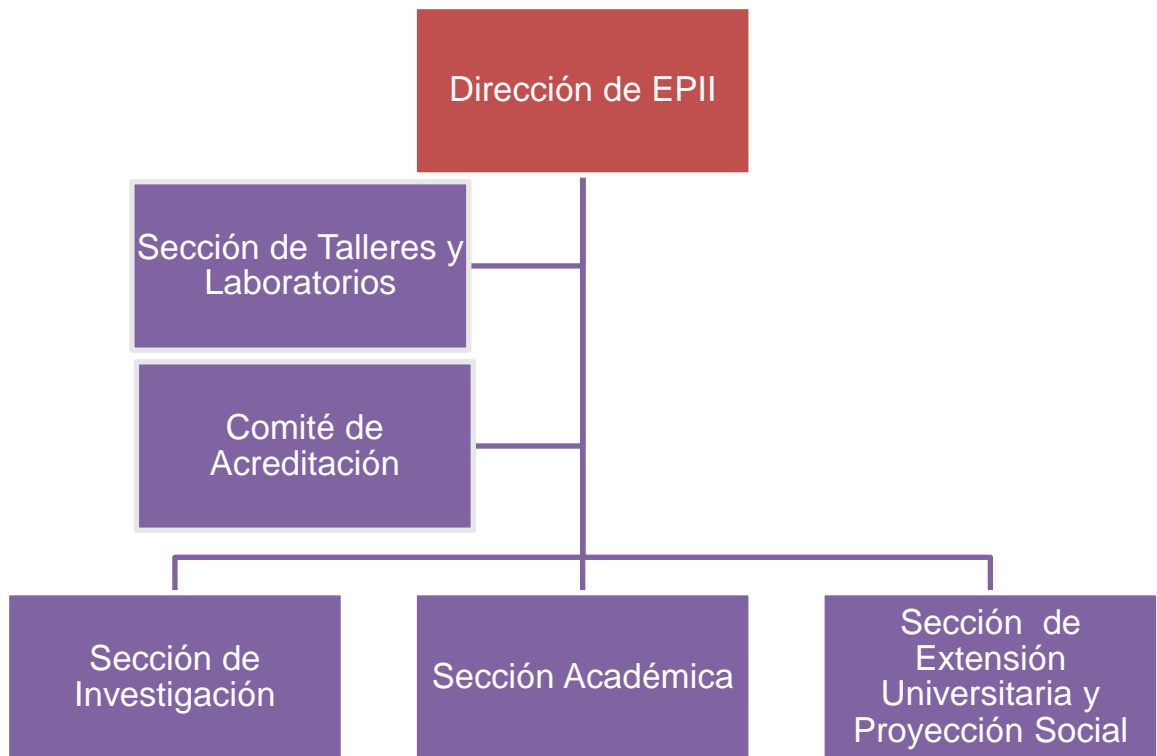 Dirección de EPII
Sección de Talleres y
Laboratorios
Comité de
Acreditación
Sección de
Investigación
Sección Académica
Sección de
Extensión
Universitaria y
Proyección Social